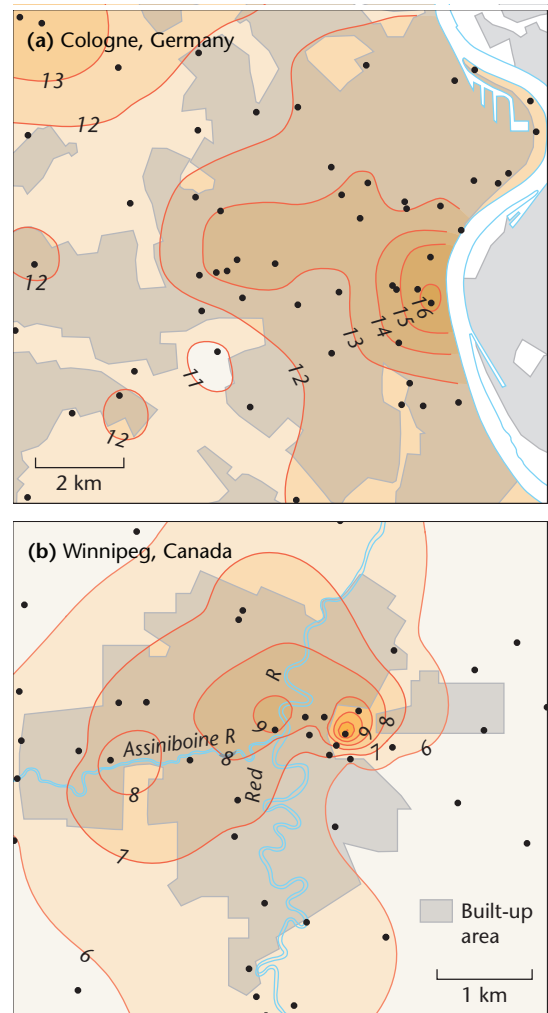 (a) Cologne, Germany
13
12
12
16
15
14
13
12
11
12
2 km
(b) Winnipeg, Canada
R
9
8
9
Assiniboine R
8
7
6
Red
8
7
6
Built-up
area
1 km